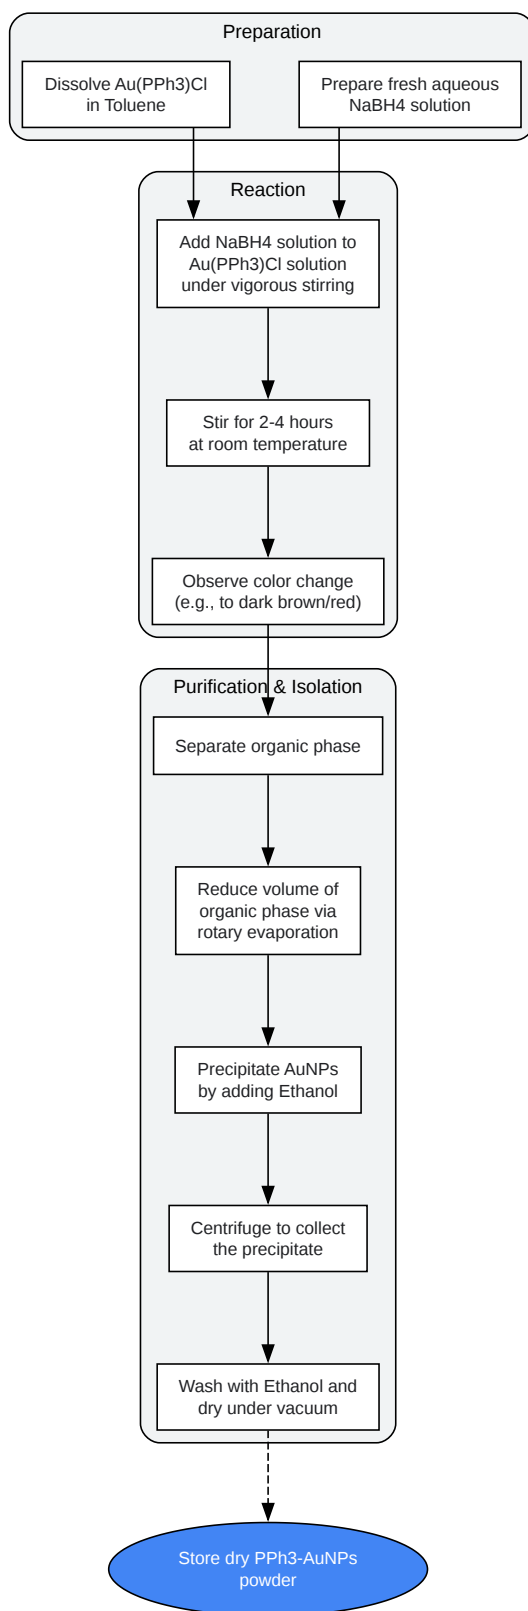 Preparation
Dissolve Au(PPh3)Cl
in Toluene
Prepare fresh aqueous
NaBH4 solution
Reaction
Add NaBH4 solution to
Au(PPh3)Cl solution
under vigorous stirring
Stir for 2-4 hours
at room temperature
Observe color change
(e.g., to dark brown/red)
Purification & Isolation
Separate organic phase
Reduce volume of
organic phase via
rotary evaporation
Precipitate AuNPs
by adding Ethanol
Centrifuge to collect
the precipitate
Wash with Ethanol and
dry under vacuum
Store dry PPh3-AuNPs
powder